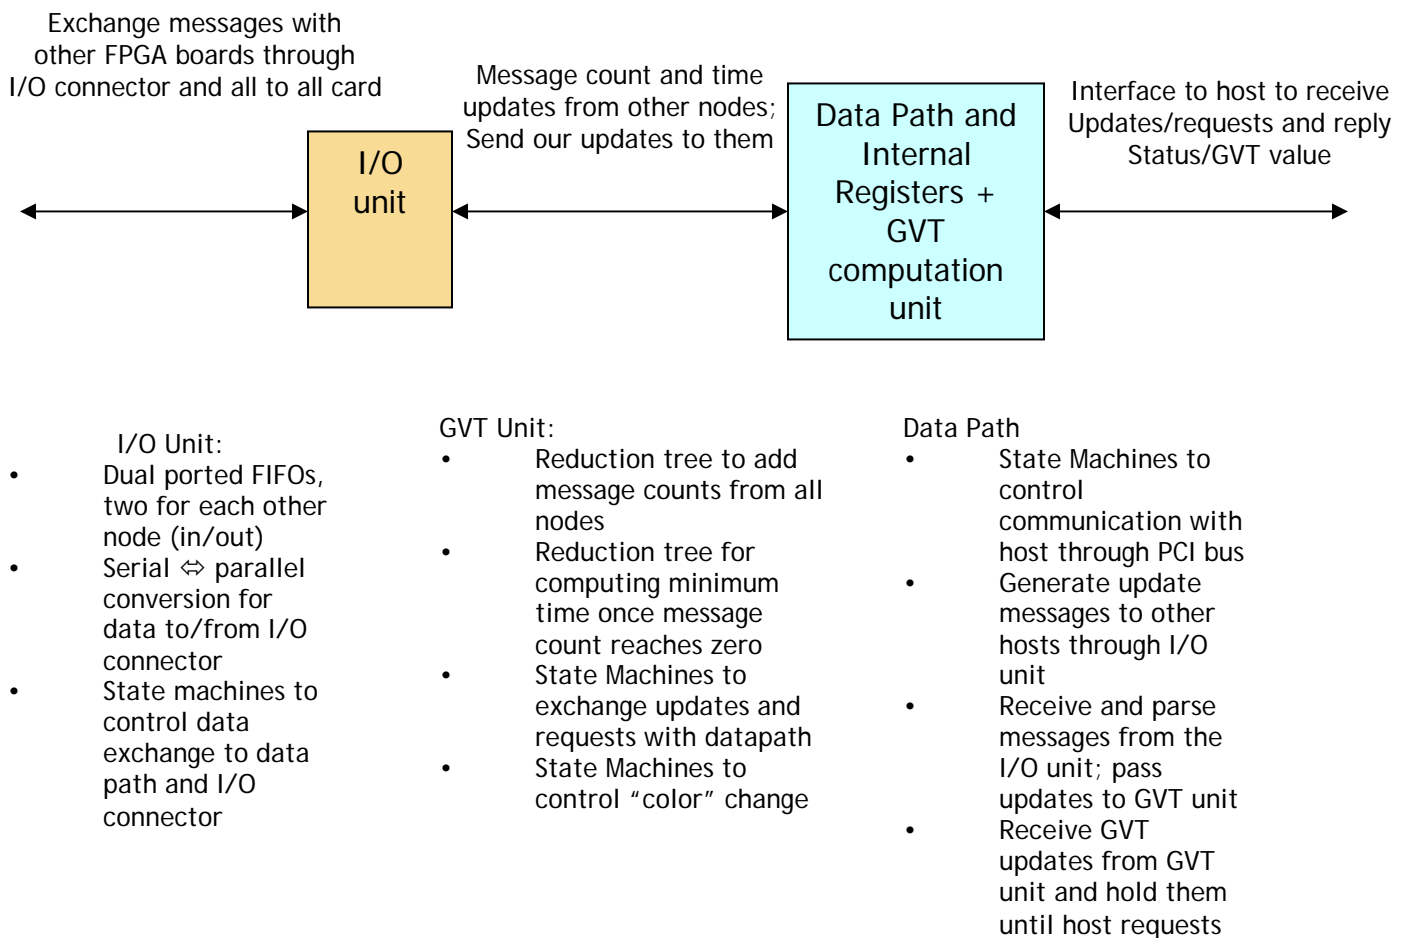 Exchange messages with
other FPGA boards through
I/O connector and all to all card
Message count and time
updates from other nodes;
Send our updates to them
Interface to host to receive
Updates/requests and reply
Status/GVT value
I/O
unit
Data Path and
Internal
Registers +
GVT
computation
unit
I/O Unit:
• Dual ported FIFOs,
two for each other
node (in/out)
• Serial ⇔ parallel
conversion for
data to/from I/O
connector
• State machines to
control data
exchange to data
path and I/O
connector
GVT Unit:
• Reduction tree to add
message counts from all
nodes
• Reduction tree for
computing minimum
time once message
count reaches zero
• State Machines to
exchange updates and
requests with datapath
• State Machines to
control “color” change
Data Path
• State Machines to
control
communication with
host through PCI bus
• Generate update
messages to other
hosts through I/O
unit
• Receive and parse
messages from the
I/O unit; pass
updates to GVT unit
• Receive GVT
updates from GVT
unit and hold them
until host requests